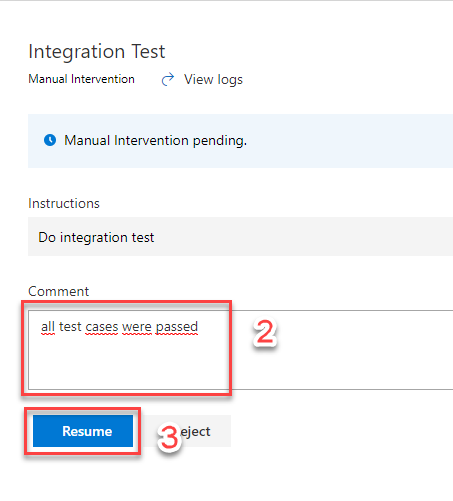 Integration Test
Manual Intervention View logs
Manual Intervention pending.
Instructions
Do integration test
Comment
all test cases were passed
2
Resume
3
eject